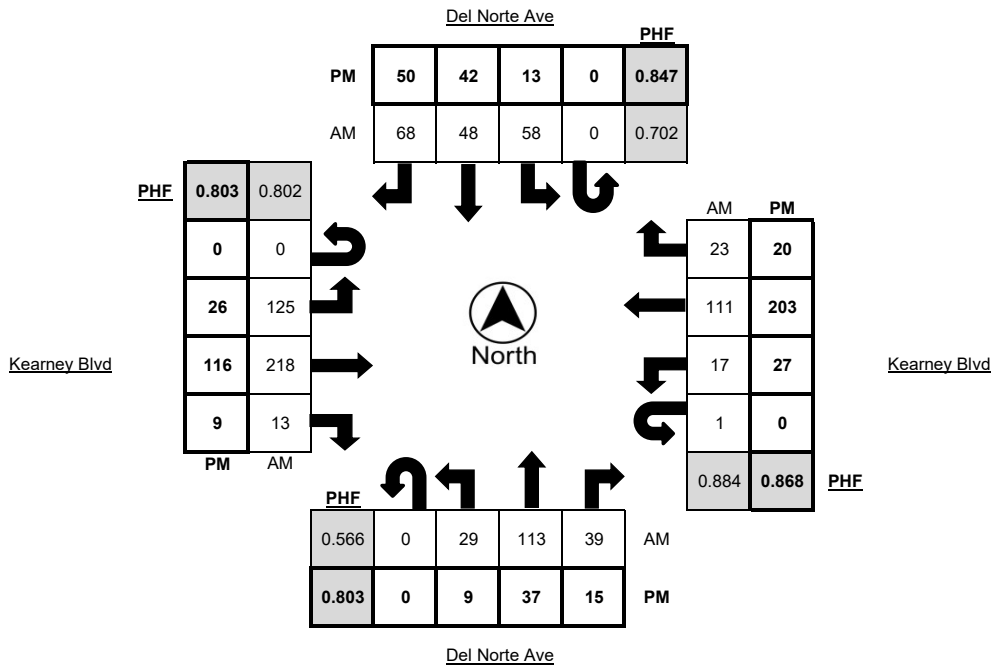 Del Norte Ave
PHF
PM 50 42 13 0 0.847
AM 68 48 58 0 0.702
PHF 0.803 0.802
AM PM
0 0
23 20
26 125
111 203
North
Kearney Blvd 116 218
17 27 Kearney Blvd
9 13
1 0
PM AM
0.884 0.868 PHF
PHF
0.566 0 29 113 39 AM
0.803 0 9 37 15 PM
Del Norte Ave